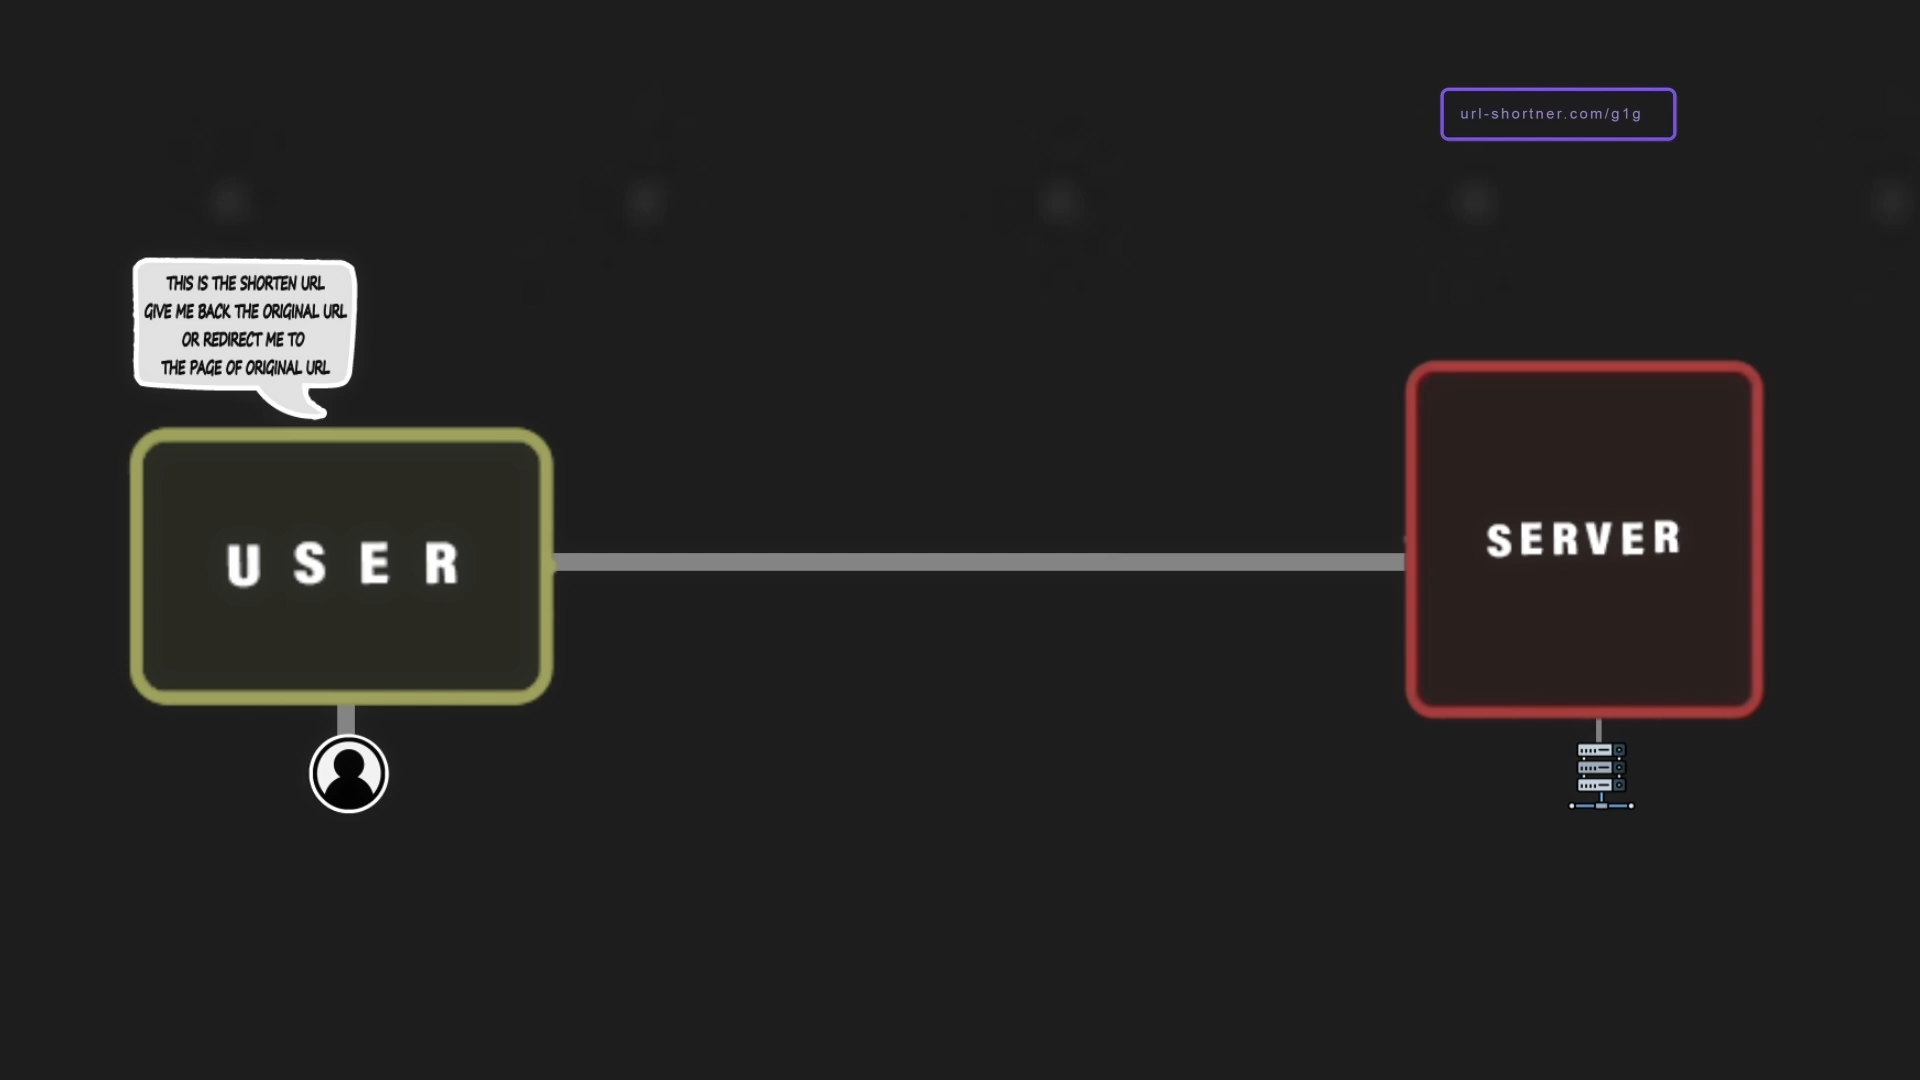 url-shortner.com/g1g
THIS IS THE SHORTEN URL
GIVE ME BACK THE ORIGINAL URL
OR REDIRECT ME TO
THE PAGE OF ORIGINAL URL
USER
SERVER